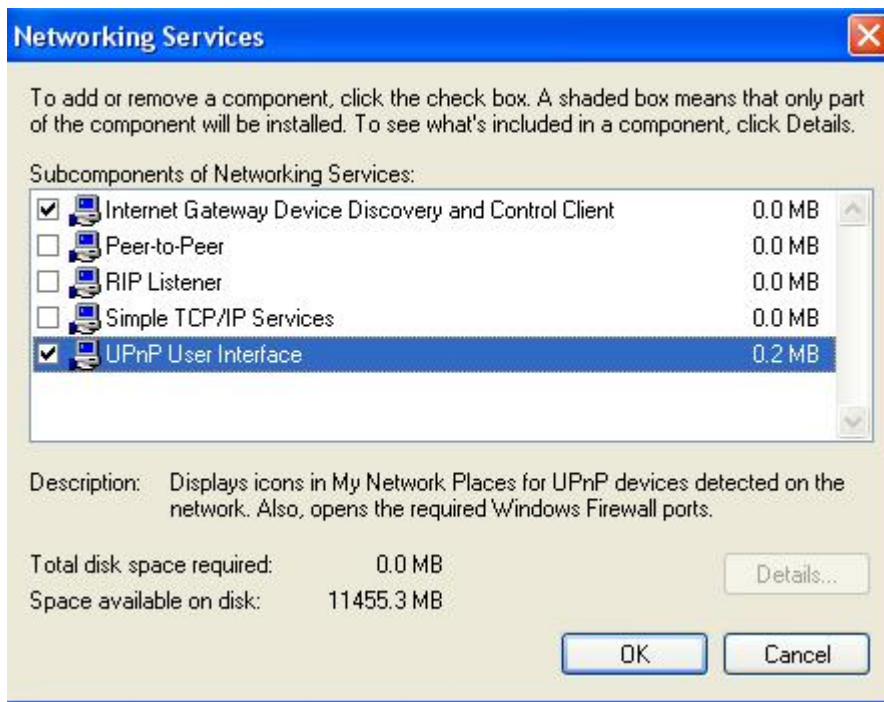 Networking Services
To add or remove a component, click the check box. A shaded box means that only part
of the component will be installed. To see what's included in a component, click Details.
Subcomponents of Networking Services:
Internet Gateway Device Discovery and Control Client 0.0 MB
Peer-to-Peer 0.0 MB
RIP Listener 0.0 MB
Simple TCP/IP Services 0.0 MB
UPnP User Interface 0.2 MB
Description: Displays icons in My Network Places for UPnP devices detected on the
network. Also, opens the required Windows Firewall ports.
Total disk space required: 0.0 MB
Space available on disk: 11455.3 MB
Details...
OK Cancel